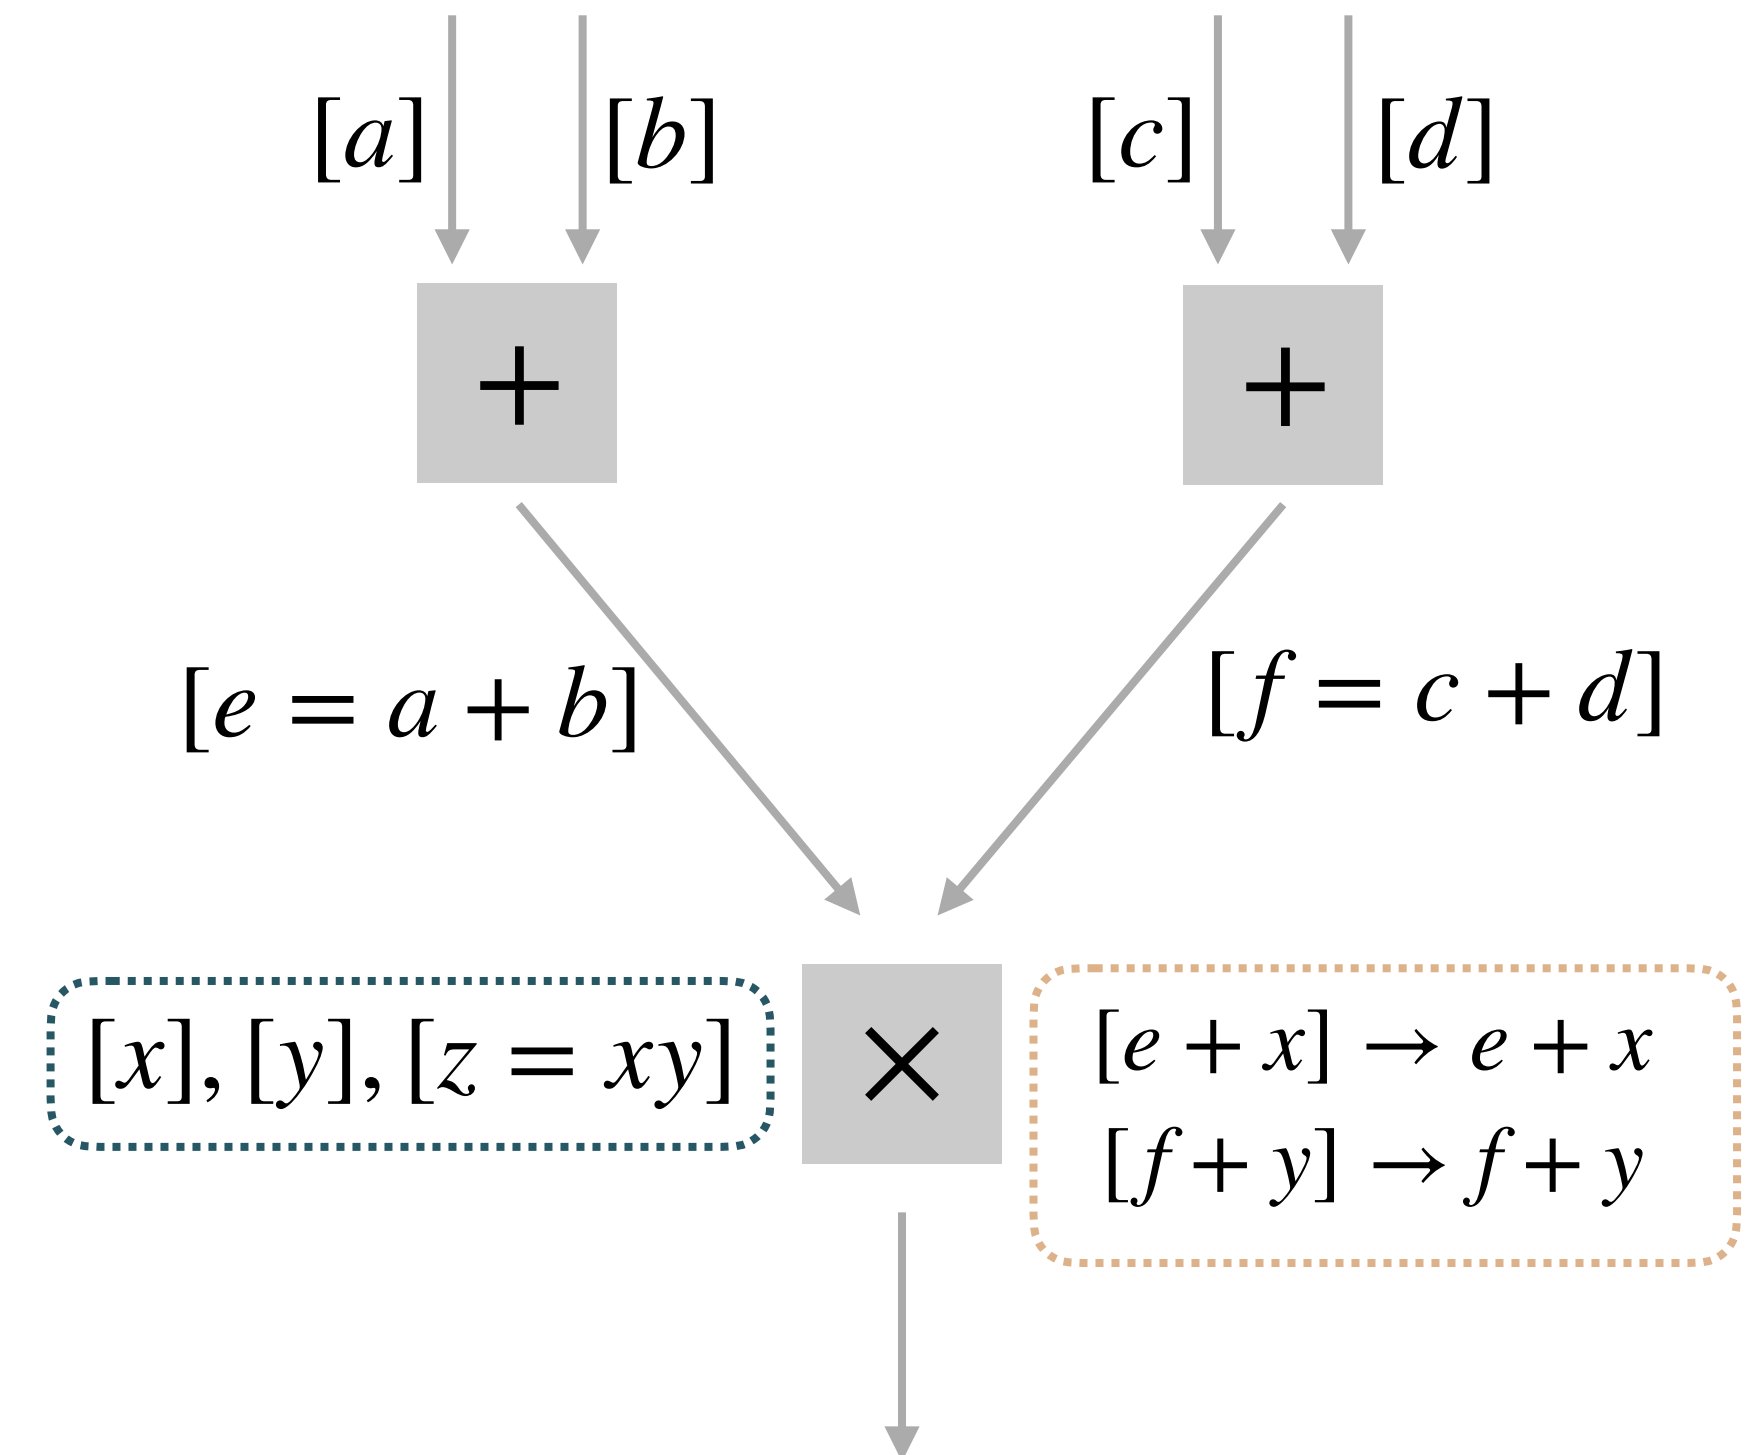 [a] [b] [c] [d]
+ +
[e = a + b] [f = c + d]
[x], [y], [z = xy]
×
[e + x] → e + x
[f + y] → f + y